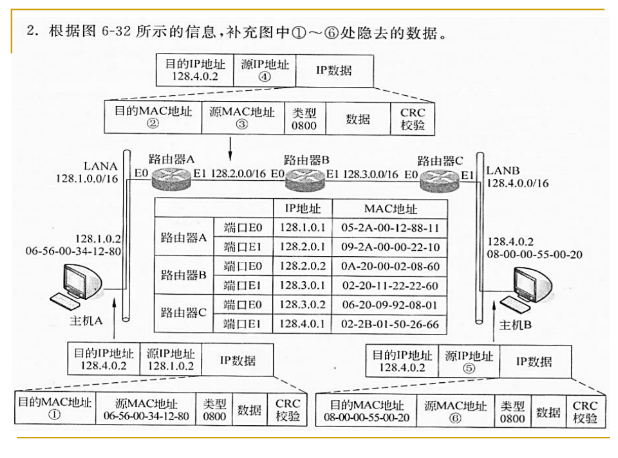 2. 根据图 6-32 所示的信息,补充图中①～⑥处隐去的数据。
目的IP地址 128.4.0.2
源IP地址 ④
IP数据
目的MAC地址 ②
源MAC地址 ③
类型 0800
数据
CRC 校验
LANA
128.1.0.0/16
E0
路由器A
E1
128.2.0.0/16
E0
路由器B
E1
128.3.0.0/16
E0
路由器C
E1
LANB
128.4.0.0/16
IP地址 MAC地址
路由器A
端口E0 128.1.0.1 05-2A-00-12-88-11
端口E1 128.2.0.1 09-2A-00-00-22-10
路由器B
端口E0 128.2.0.2 0A-20-00-02-08-60
端口E1 128.3.0.1 02-20-11-22-22-60
路由器C
端口E0 128.3.0.2 06-20-09-92-08-01
端口E1 128.4.0.1 02-2B-01-50-26-66
128.1.0.2
06-56-00-34-12-80
主机A
128.4.0.2
08-00-00-55-00-20
主机B
目的IP地址 128.4.0.2
源IP地址 128.1.0.2
IP数据
目的MAC地址 ①
源MAC地址 06-56-00-34-12-80
类型 0800
数据
CRC 校验
目的IP地址 128.4.0.2
源IP地址 ⑤
IP数据
目的MAC地址 08-00-00-55-00-20
源MAC地址 ⑥
类型 0800
数据
CRC 校验